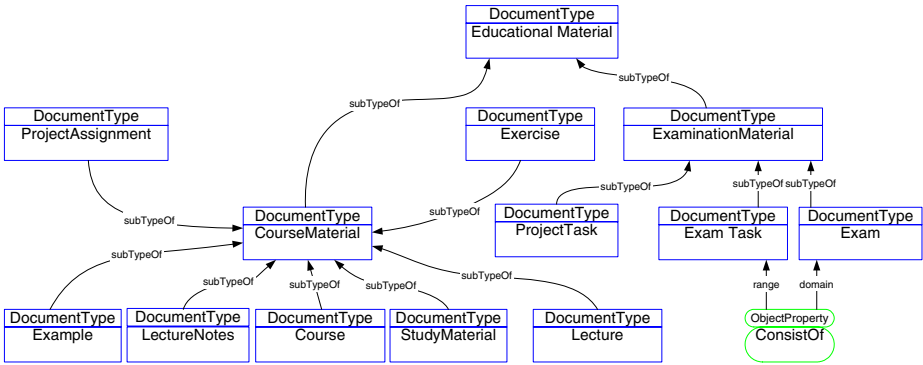 DocumentType
Educational Material
subTypeOf
subTypeOf
DocumentType
ProjectAssignment
DocumentType
Exercise
DocumentType
ExaminationMaterial
subTypeOf
subTypeOf
subTypeOf
subTypeOf
subTypeOf
DocumentType
CourseMaterial
DocumentType
ProjectTask
DocumentType
Exam Task
DocumentType
Exam
subTypeOf
subTypeOf
subTypeOf
subTypeOf
subTypeOf
range
domain
DocumentType
Example
DocumentType
LectureNotes
DocumentType
Course
DocumentType
StudyMaterial
DocumentType
Lecture
ObjectProperty
ConsistOf